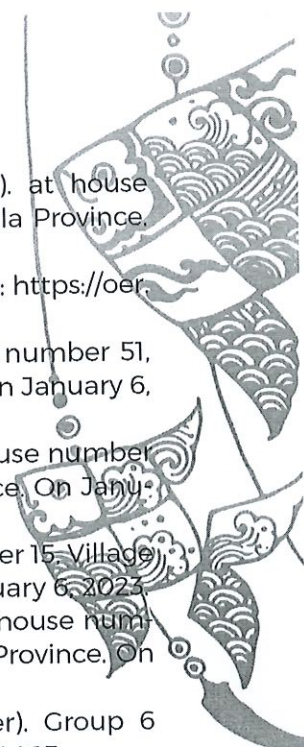 ). at house
la Province.
: https://oer.
number 51,
n January 6,
use number
ce. On Janu-
er 15, Village
uary 6, 2023.
house num-
Province. On
er). Group 6